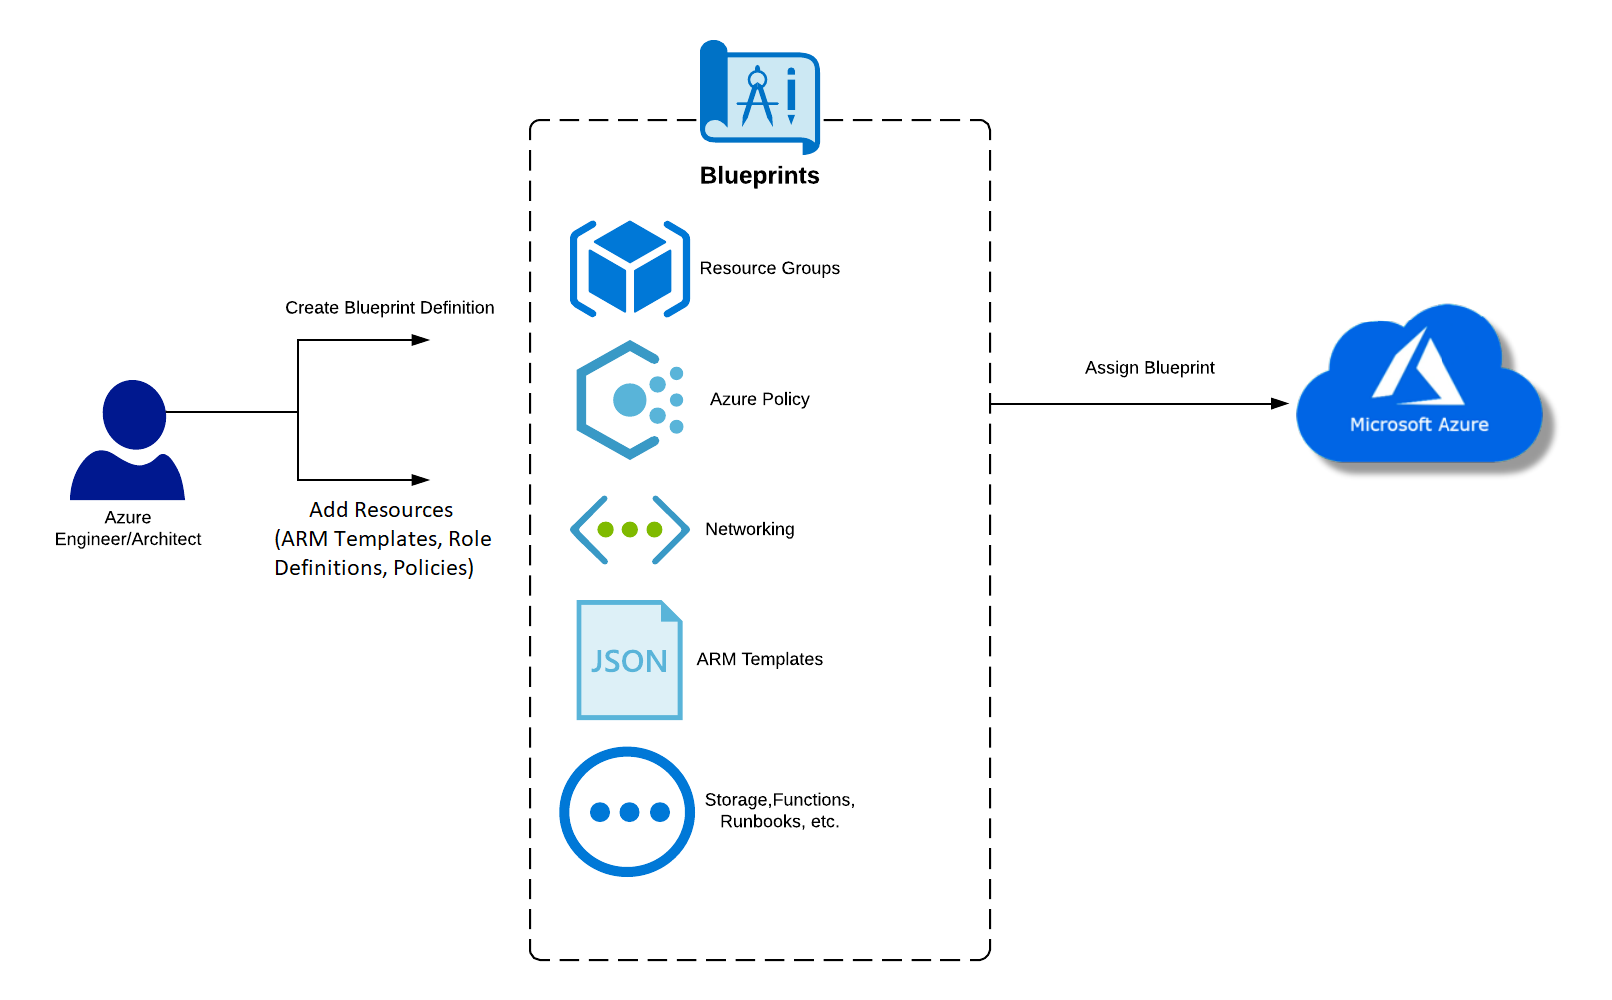 Blueprints
Resource Groups
Create Blueprint Definition
Azure Policy
Assign Blueprint
Microsoft Azure
Azure
Engineer/Architect
Add Resources
(ARM Templates, Role
Definitions, Policies)
Networking
JSON
ARM Templates
Storage,Functions,
Runbooks, etc.